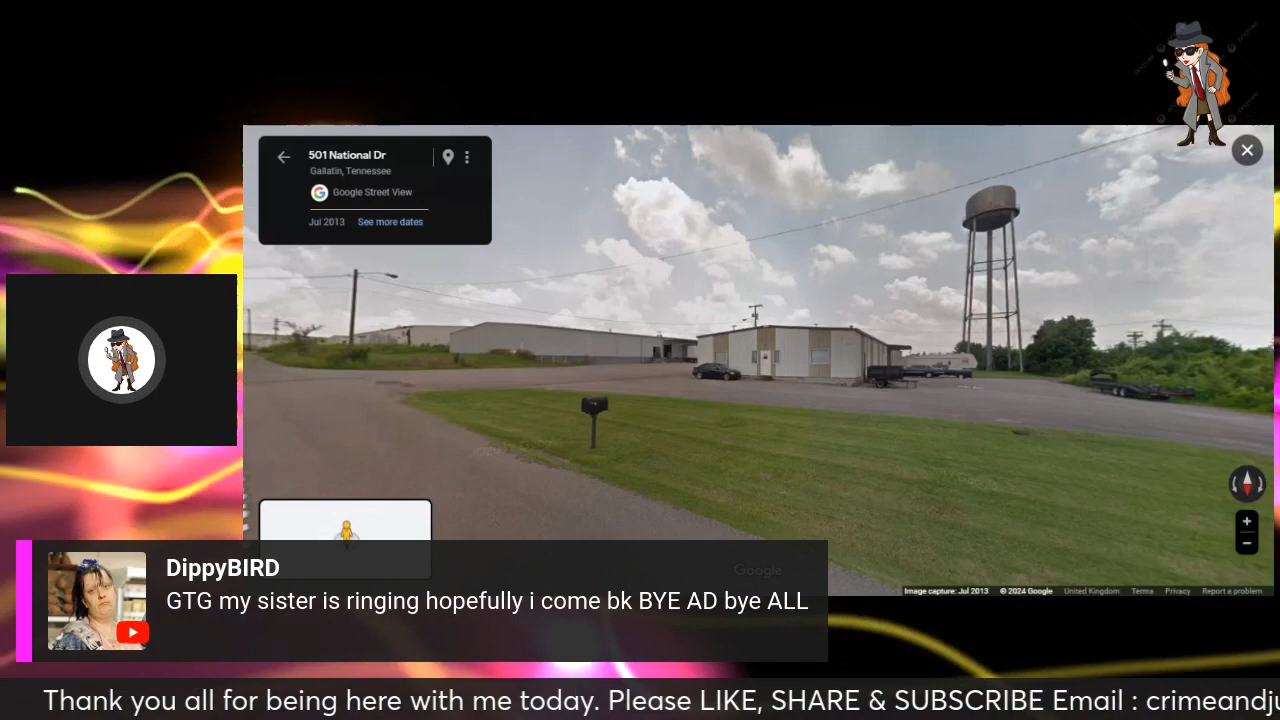 501 National Dr
Gallatin, Tennessee
Google Street View
Jul 2013 See more dates
Google
Image capture: Jul 2013 © 2024 Google United Kingdom Terms Privacy Report a problem
DippyBIRD
GTG my sister is ringing hopefully i come bk BYE AD bye ALL
Thank you all for being here with me today. Please LIKE, SHARE & SUBSCRIBE Email : crimeandju